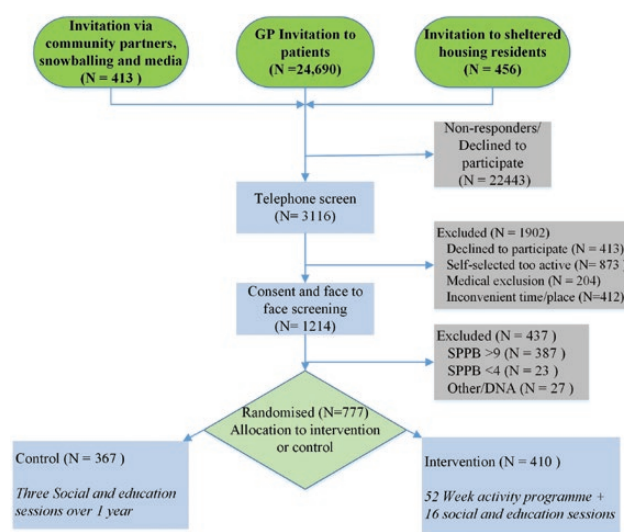 Invitation via
community partners,
snowballing and media
(N = 413 )
GP Invitation to
patients
(N =24,690)
Invitation to sheltered
housing residents
(N = 456)
Non-responders/
Declined to
participate
(N = 22443)
Telephone screen
(N= 3116)
Excluded (N = 1902)
Declined to participate (N = 413)
Self-selected too active (N= 873 )
Medical exclusion (N = 204)
Inconvenient time/place (N=412)
Consent and face to
face screening
(N= 1214)
Excluded (N = 437)
SPPB >9 (N = 387)
SPPB <4 (N = 23 )
Other/DNA (N = 27 )
Randomised (N=777)
Allocation to intervention
or control
Control (N = 367 )
Three Social and education
sessions over 1 year
Intervention (N = 410)
52 Week activity programme +
16 social and education sessions